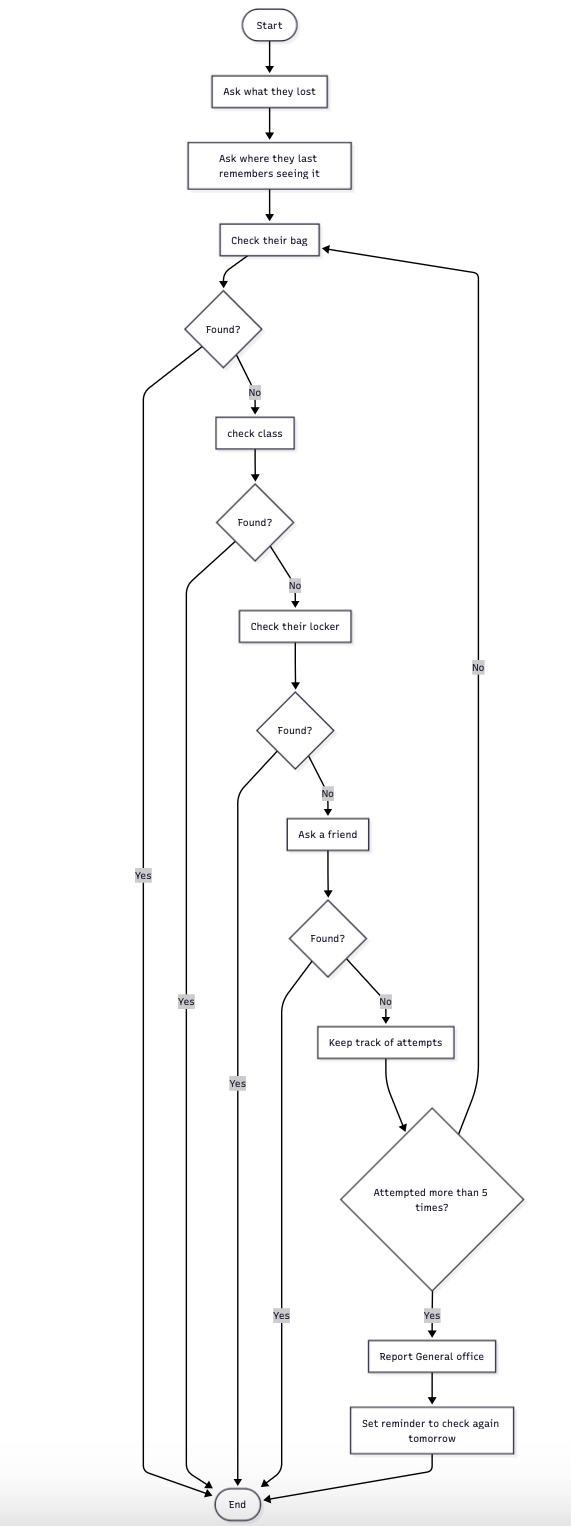 Start
Ask what they lost
Ask where they last
remembers seeing it
Check their bag
Found?
No
check class
Found?
No
Check their locker
No
Found?
No
Ask a friend
Yes
Found?
Yes
No
Keep track of attempts
Yes
Attempted more than 5
times?
Yes
Yes
Report General office
Set reminder to check again
tomorrow
End